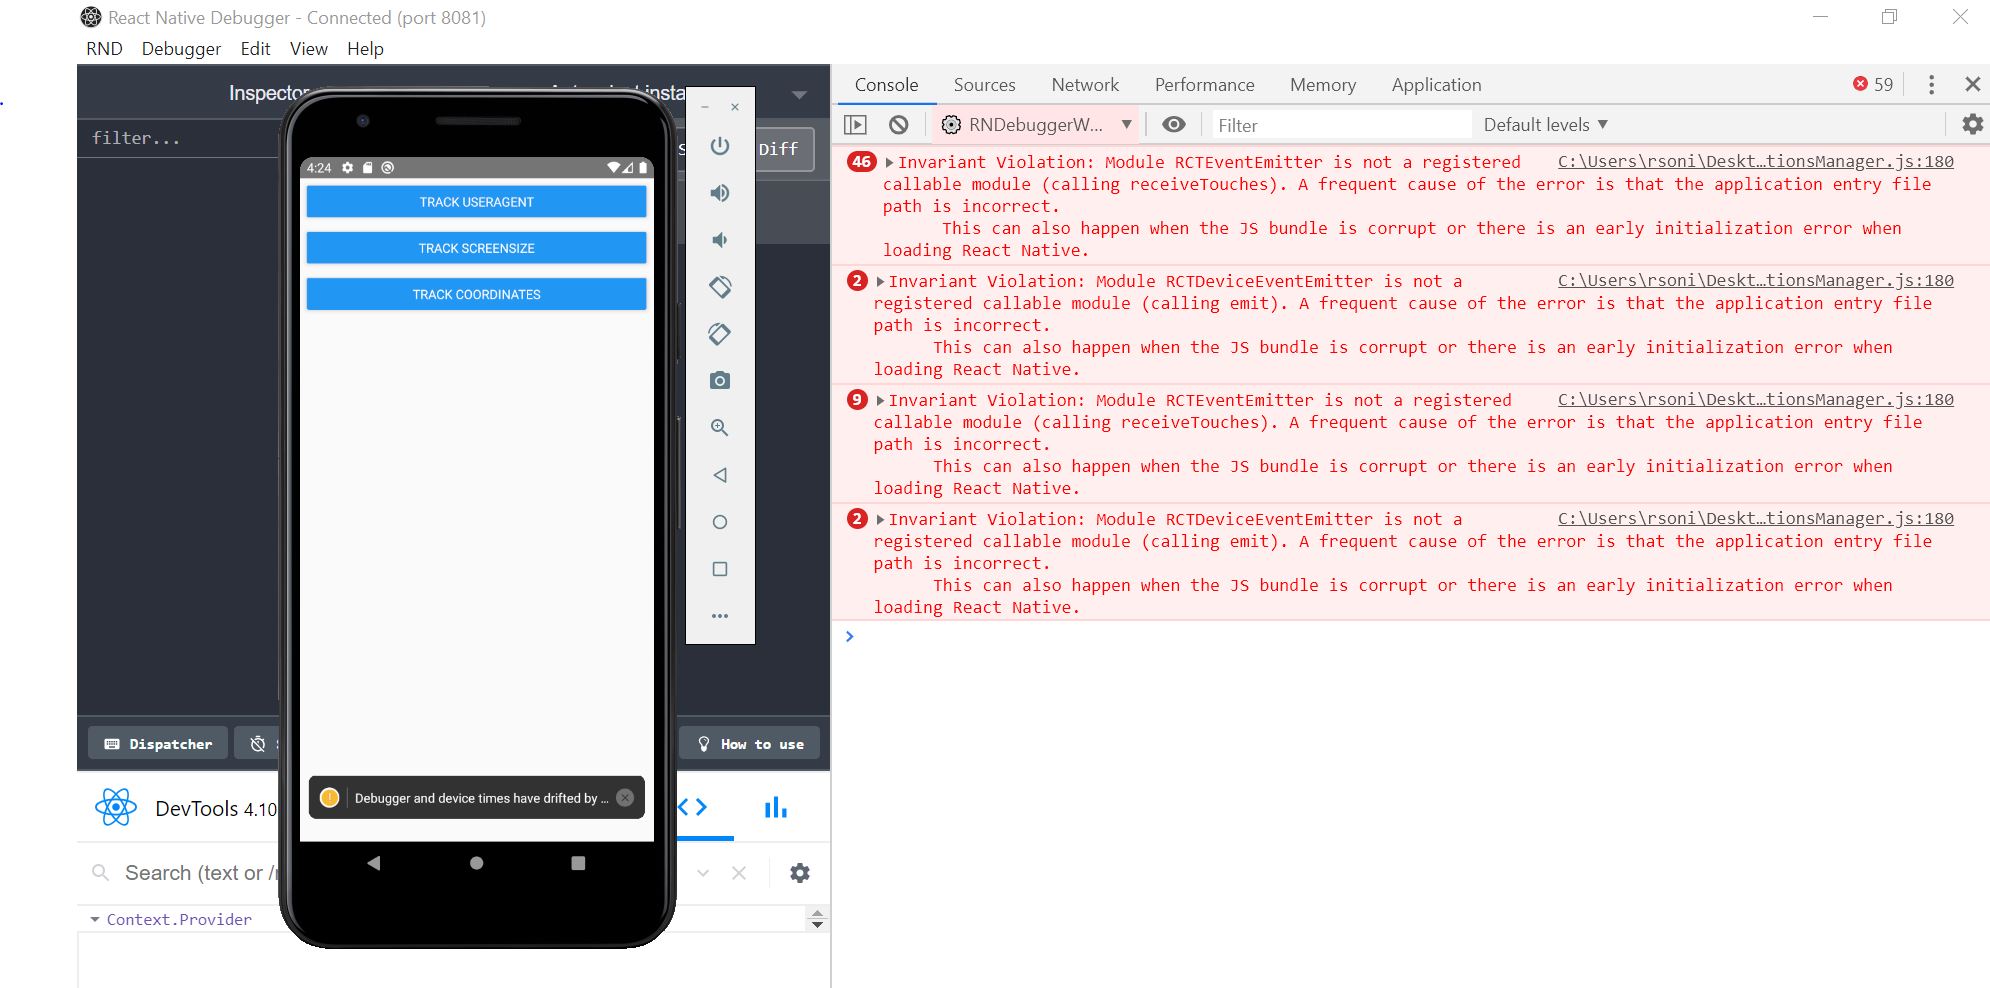 React Native Debugger - Connected (port 8081)
RND Debugger Edit View Help
Inspector
filter...
Diff
Dispatcher
How to use
DevTools 4.10
Search (text or /r
Context.Provider
4:24
TRACK USERAGENT
TRACK SCREENSIZE
TRACK COORDINATES
Debugger and device times have drifted by ...
Console Sources Network Performance Memory Application 59
RNDebuggerW... Filter Default levels
46 Invariant Violation: Module RCTEventEmitter is not a registered C:\Users\rsoni\Deskt…tionsManager.js:180
callable module (calling receiveTouches). A frequent cause of the error is that the application entry file
path is incorrect.
This can also happen when the JS bundle is corrupt or there is an early initialization error when
loading React Native.
2 Invariant Violation: Module RCTDeviceEventEmitter is not a C:\Users\rsoni\Deskt…tionsManager.js:180
registered callable module (calling emit). A frequent cause of the error is that the application entry file
path is incorrect.
This can also happen when the JS bundle is corrupt or there is an early initialization error when
loading React Native.
9 Invariant Violation: Module RCTEventEmitter is not a registered C:\Users\rsoni\Deskt…tionsManager.js:180
callable module (calling receiveTouches). A frequent cause of the error is that the application entry file
path is incorrect.
This can also happen when the JS bundle is corrupt or there is an early initialization error when
loading React Native.
2 Invariant Violation: Module RCTDeviceEventEmitter is not a C:\Users\rsoni\Deskt…tionsManager.js:180
registered callable module (calling emit). A frequent cause of the error is that the application entry file
path is incorrect.
This can also happen when the JS bundle is corrupt or there is an early initialization error when
loading React Native.